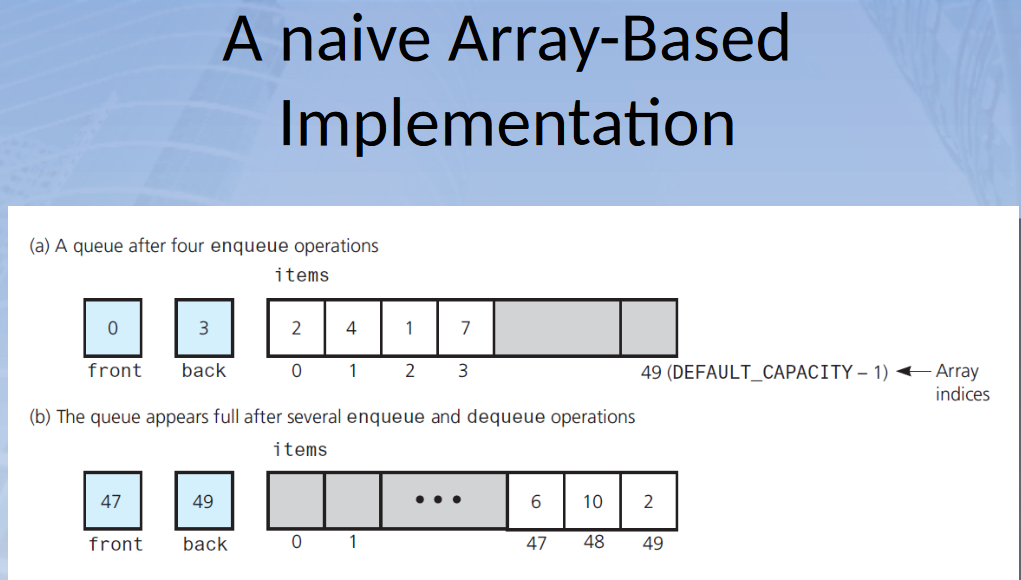 A naive Array-Based
Implementation
(a) A queue after four enqueue operations
items
0 3 2 4 1 7
front back 0 1 2 3 49 (DEFAULT_CAPACITY – 1) Array
indices
(b) The queue appears full after several enqueue and dequeue operations
items
47 49 ••• 6 10 2
front back 0 1 47 48 49